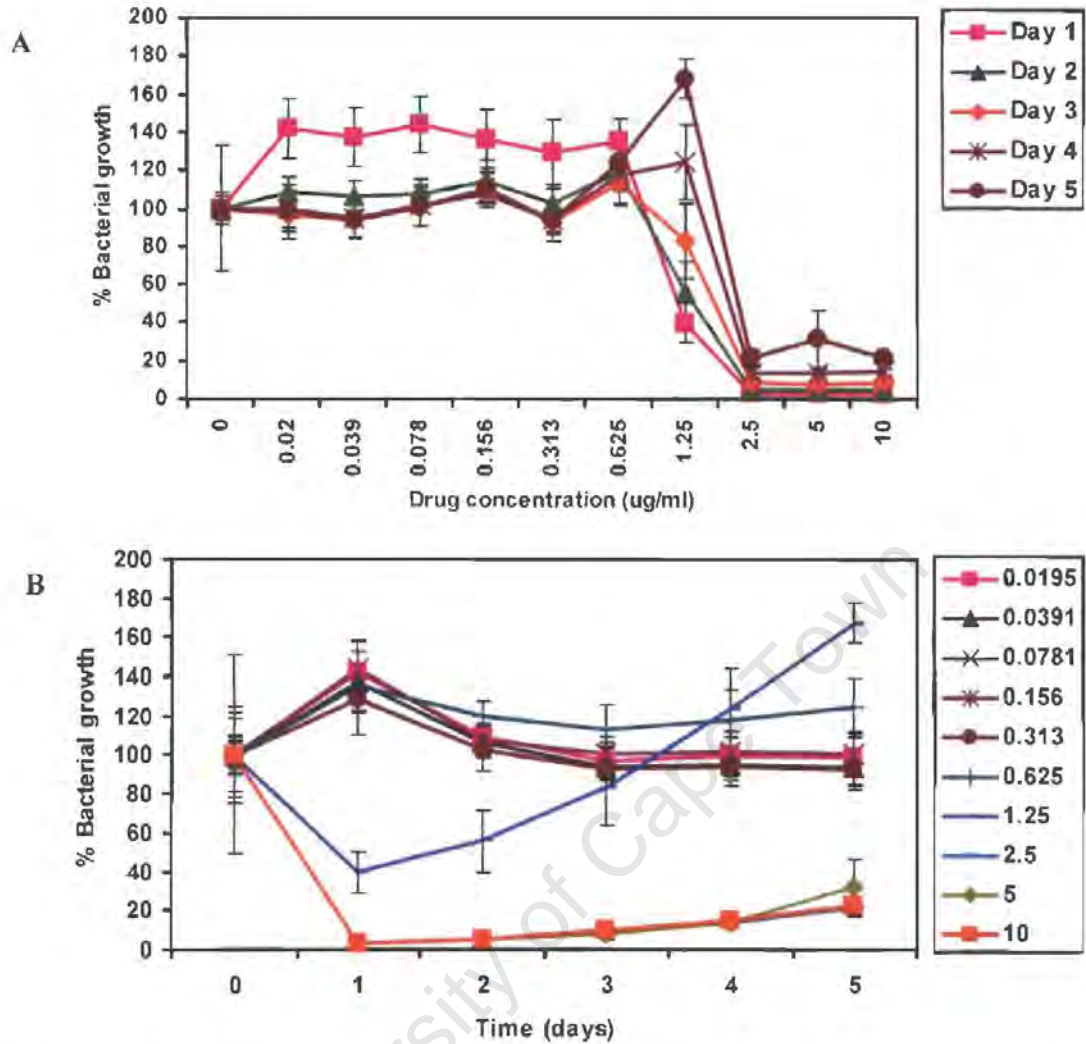 A
200
180
160
140
120
100
80
60
40
20
0
% Bacterial growth
0 0.02 0.039 0.078 0.156 0.313 0.625 1.25 2.5 5 10
Drug concentration (ug/ml)
Day 1
Day 2
Day 3
Day 4
Day 5
B
200
180
160
140
120
100
80
60
40
20
0
% Bacterial growth
0 1 2 3 4 5
Time (days)
0.0195
0.0391
0.0781
0.156
0.313
0.625
1.25
2.5
5
10
ersity of Cape Town